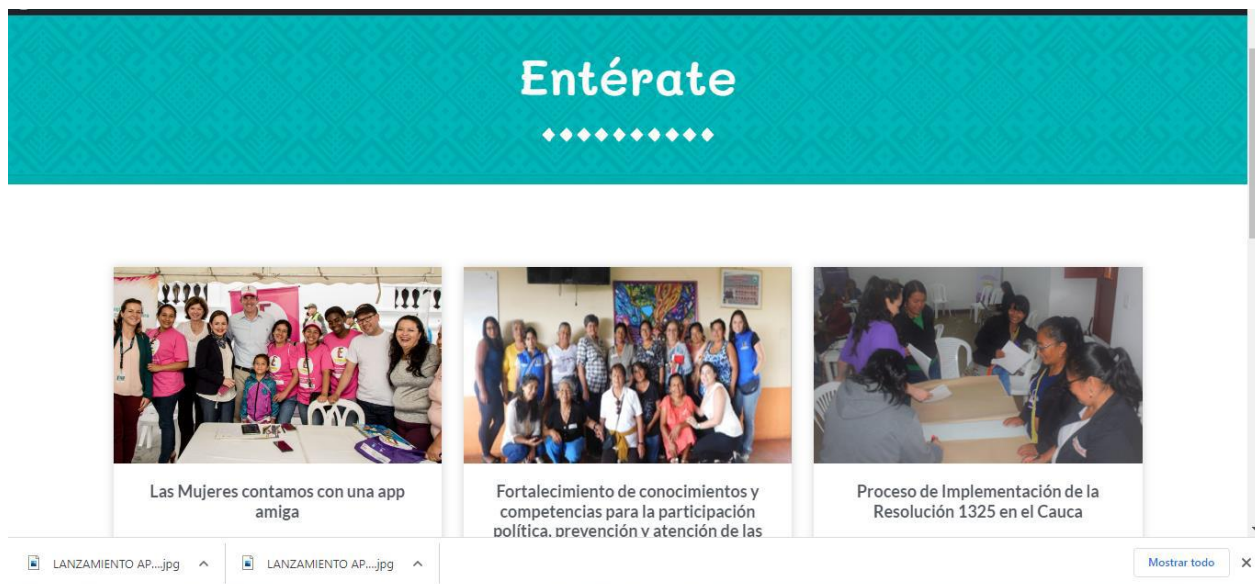 Entérate
Las Mujeres contamos con una app
amiga
Fortalecimiento de conocimientos y
competencias para la participación
política, prevención y atención de las
Proceso de Implementación de la
Resolución 1325 en el Cauca
LANZAMIENTO AP....jpg
LANZAMIENTO AP....jpg
Mostrar todo